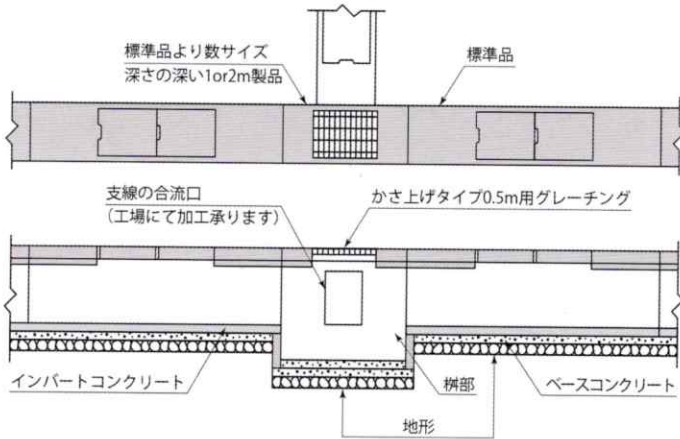 標準品より数サイズ
深さの深い1or2m製品
標準品
支線の合流口
(工場にて加工承ります)
かさ上げタイプ0.5m用グレーチング
インバートコンクリート
桝部
ベースコンクリート
地形